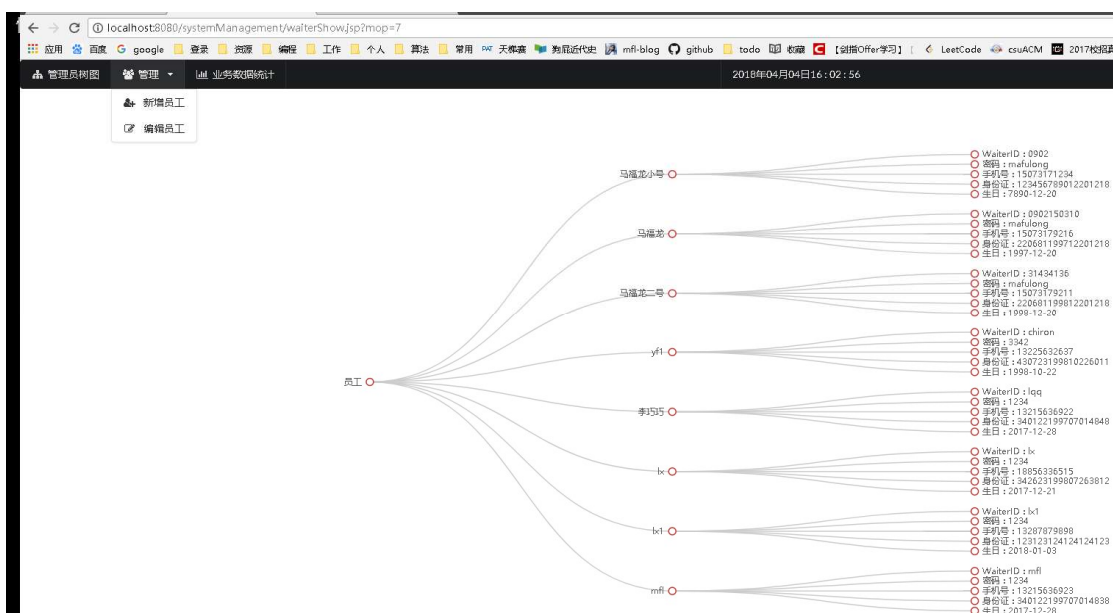 localhost:8080/systemManagement/waiterShow.jsp?mop=7
应用 百度 google 登录 资源 编程 工作 个人 算法 常用 PAT 天梯赛 狗屁近代史 mfl-blog github todo 收藏 【剑指Offer学习】 [ LeetCode csuACM 2017校招真
管理员树图 管理 业务数据统计 2018年04月04日16:02:56
新增员工
编辑员工
员工
马福龙小号
WaiterID:0902
密码:mafulong
手机号:15073171234
身份证:123456789012201218
生日:7890-12-20
马福龙
WaiterID:0902150310
密码:mafulong
手机号:15073179216
身份证:220681199712201218
生日:1997-12-20
马福龙二号
WaiterID:31434136
密码:mafulong
手机号:15073179211
身份证:220681199812201218
生日:1998-12-20
yf1
WaiterID:chiron
密码:3342
手机号:13225632637
身份证:430723199810226011
生日:1998-10-22
李巧巧
WaiterID:lqq
密码:1234
手机号:13215636922
身份证:340122199707014848
生日:2017-12-28
lx
WaiterID:lx
密码:1234
手机号:18856336515
身份证:342623199807263812
生日:2017-12-21
lx1
WaiterID:lx1
密码:1234
手机号:13287879898
身份证:123123124124124123
生日:2018-01-03
mfl
WaiterID:mfl
密码:1234
手机号:13215636923
身份证:340122199707014838
生日:2017-12-28